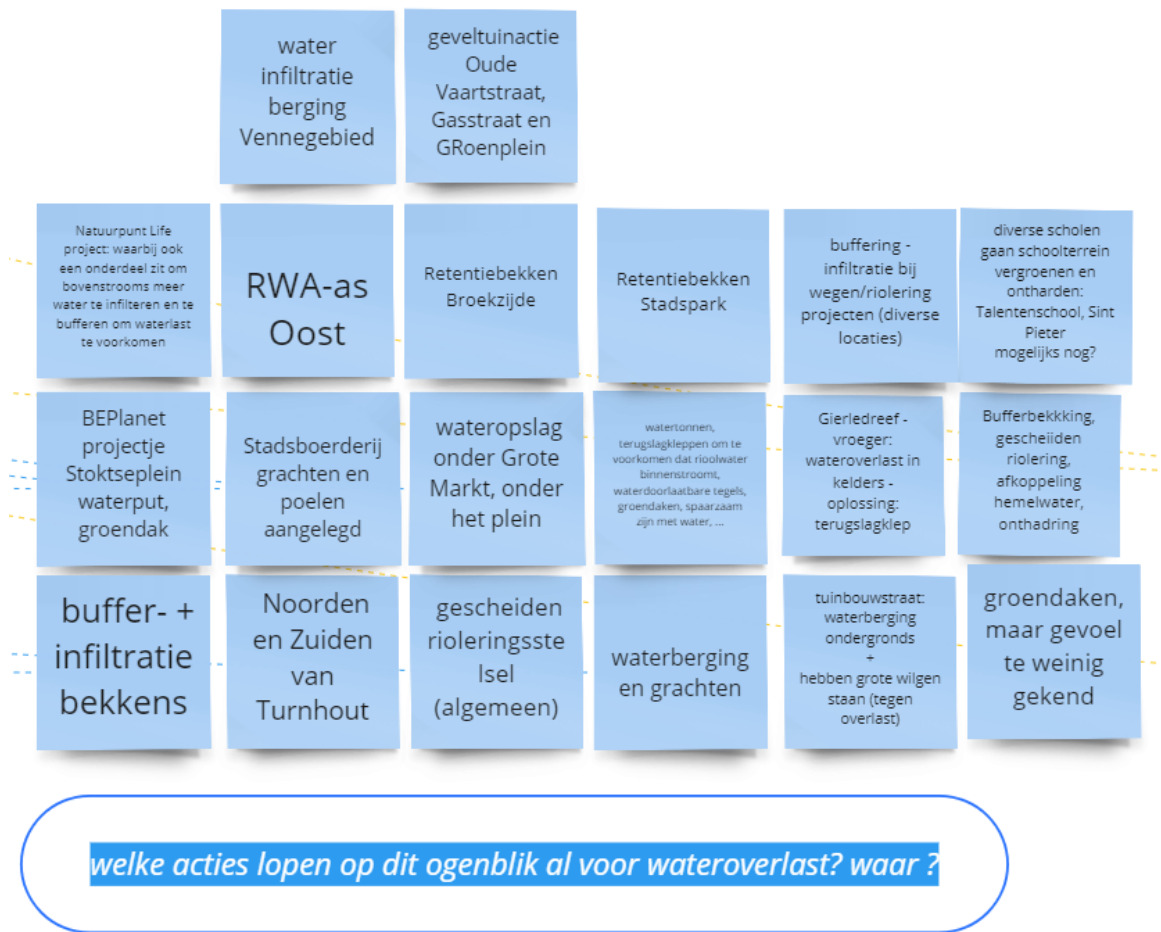 water
infiltratie
berging
Vennegebied
geveltuinactie
Oude
Vaartstraat,
Gasstraat en
GRoenplein
Natuurpunt Life
project: waarbij ook
een onderdeel zit om
bovenstrooms meer
water te infilteren en te
bufferen om waterlast
te voorkomen
RWA-as
Oost
Retentiebekken
Broekzijde
Retentiebekken
Stadspark
buffering -
infiltratie bij
wegen/riolering
projecten (diverse
locaties)
diverse scholen
gaan schoolterrein
vergroenen en
ontharden:
Talentenschool, Sint
Pieter
mogelijks nog?
BEPlanet
projectje
Stoktseplein
waterput,
groendak
Stadsboerderij
grachten en
poelen
aangelegd
wateropslag
onder Grote
Markt, onder
het plein
watertonnen,
terugslagkleppen om te
voorkomen dat rioolwater
binnenstroomt,
waterdoorlaatbare tegels,
groendaken, spaarzaam
zijn met water, ...
Gierledreef -
vroeger:
wateroverlast in
kelders -
oplossing:
terugslagklep
Bufferbekkking,
gescheiiden
riolering,
afkoppeling
hemelwater,
onthadring
buffer- +
infiltratie
bekkens
Noorden
en Zuiden
van
Turnhout
gescheiden
rioleringsste
lsel
(algemeen)
waterberging
en grachten
tuinbouwstraat:
waterberging
ondergronds
+
hebben grote wilgen
staan (tegen
overlast)
groendaken,
maar gevoel
te weinig
gekend
welke acties lopen op dit ogenblik al voor wateroverlast? waar ?